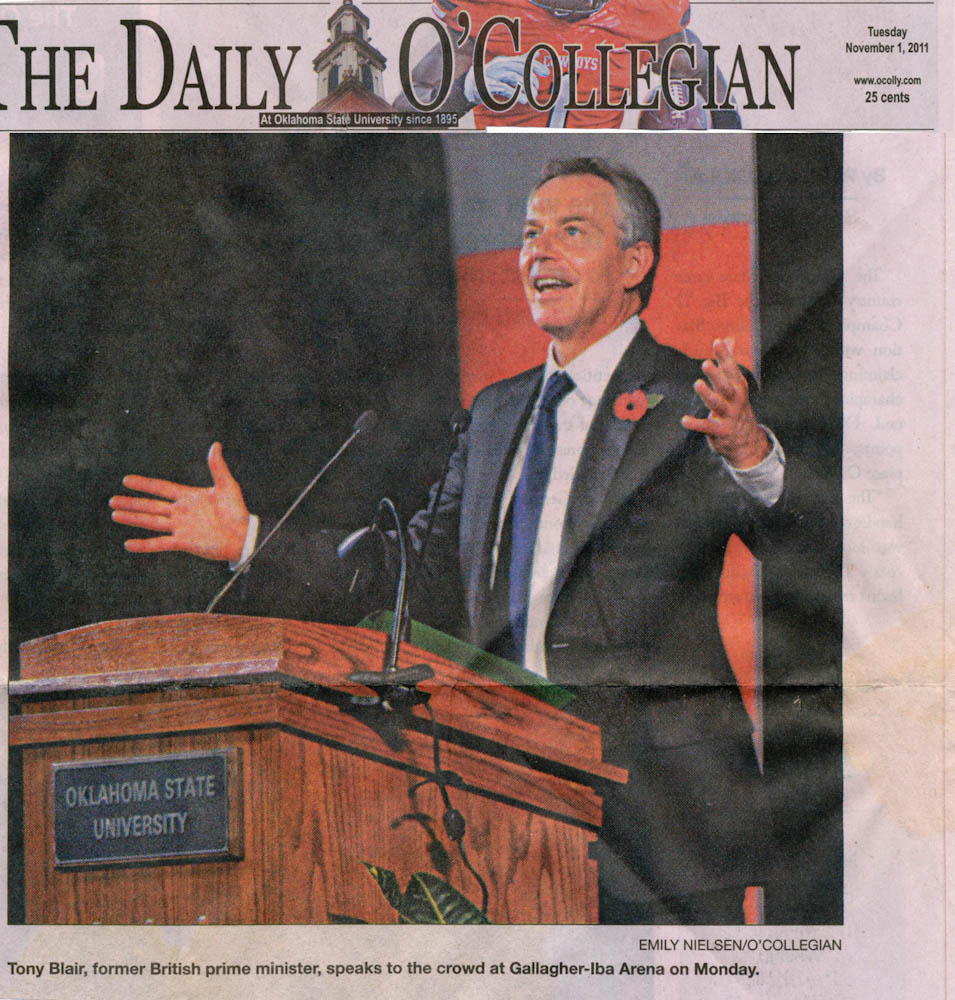 THE DAILY O'COLLEGIAN
COWBOYS
At Oklahoma State University since 1895
Tuesday
November 1, 2011
www.ocolly.com
25 cents
OKLAHOMA STATE
UNIVERSITY
EMILY NIELSEN/O'COLLEGIAN
Tony Blair, former British prime minister, speaks to the crowd at Gallagher-Iba Arena on Monday.